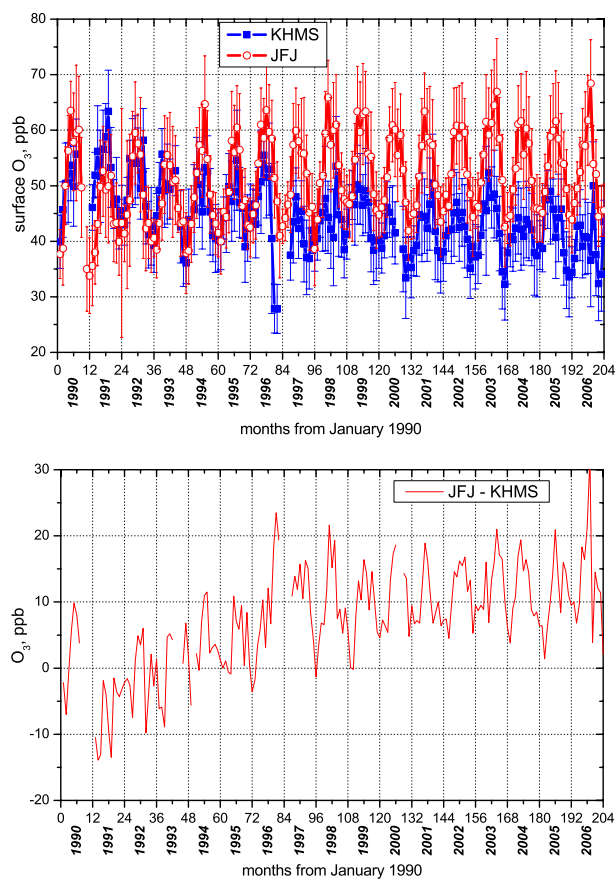 80
70
60
50
40
30
20
surface O3, ppb
KHMS
JFJ
0 12 24 36 48 60 72 84 96 108 120 132 144 156 168 180 192 204
1990 1991 1992 1993 1994 1995 1996 1997 1998 1999 2000 2001 2002 2003 2004 2005 2006
months from January 1990
30
20
10
0
-10
-20
O3, ppb
JFJ - KHMS
0 12 24 36 48 60 72 84 96 108 120 132 144 156 168 180 192 204
1990 1991 1992 1993 1994 1995 1996 1997 1998 1999 2000 2001 2002 2003 2004 2005 2006
months from January 1990